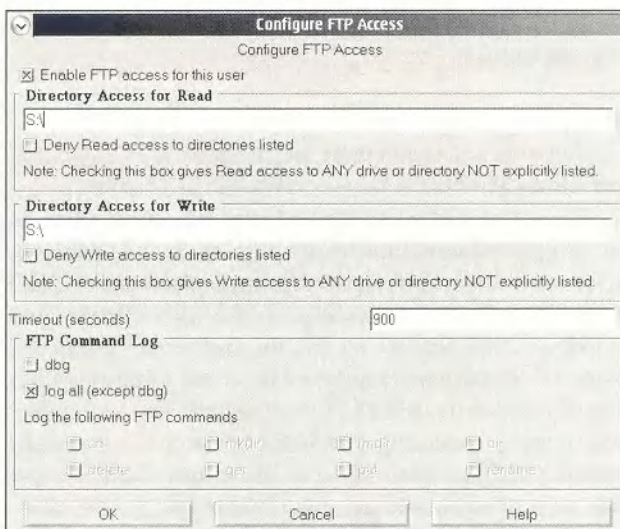 Configure FTP Access
Configure FTP Access
Enable FTP access for this user
Directory Access for Read
S:\
Deny Read access to directories listed
Note: Checking this box gives Read access to ANY drive or directory NOT explicitly listed.
Directory Access for Write
S:\
Deny Write access to directories listed
Note: Checking this box gives Write access to ANY drive or directory NOT explicitly listed.
Timeout (seconds) 900
FTP Command Log
dbg
log all (except dbg)
Log the following FTP commands
cd mkdir rmdir dir
delete get put rename
OK Cancel Help